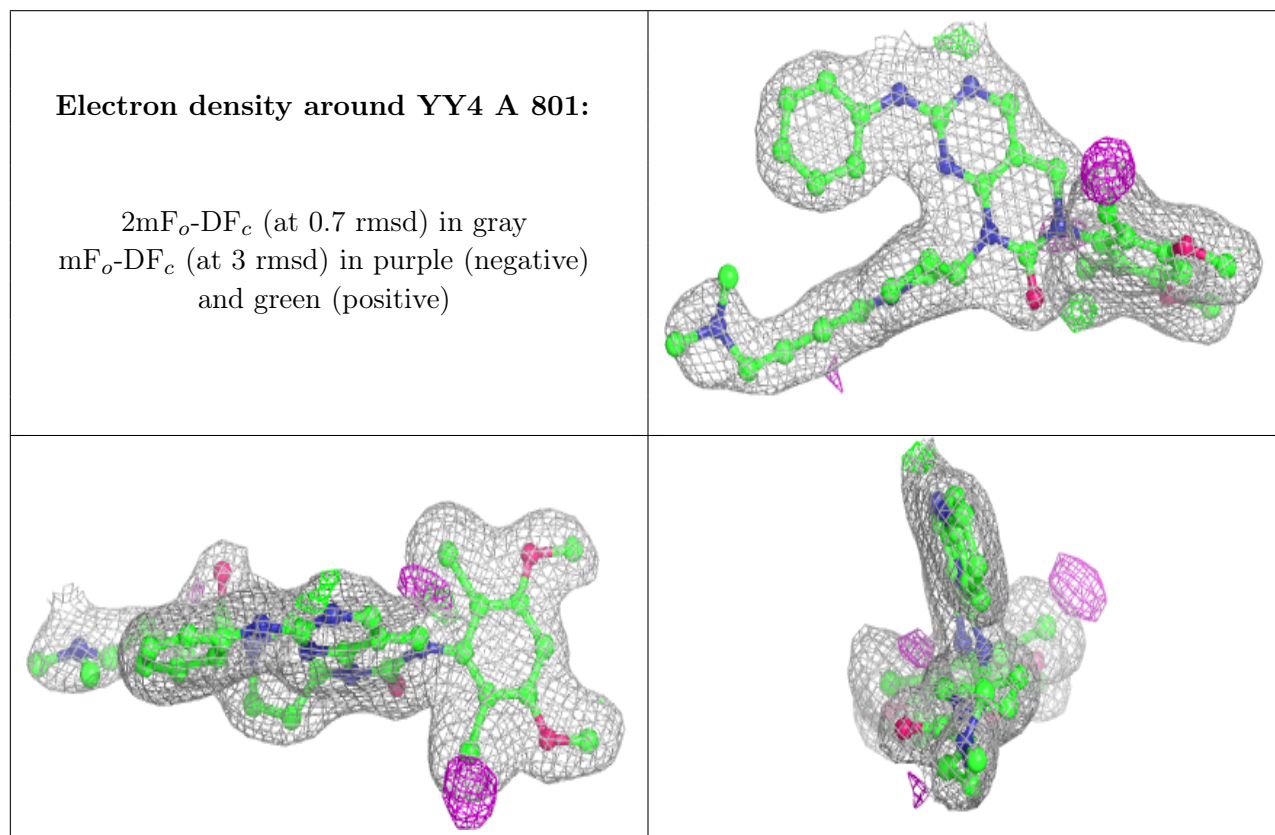 Electron density around YY4 A 801:
2mFo-DFc (at 0.7 rmsd) in gray
mFo-DFc (at 3 rmsd) in purple (negative)
and green (positive)